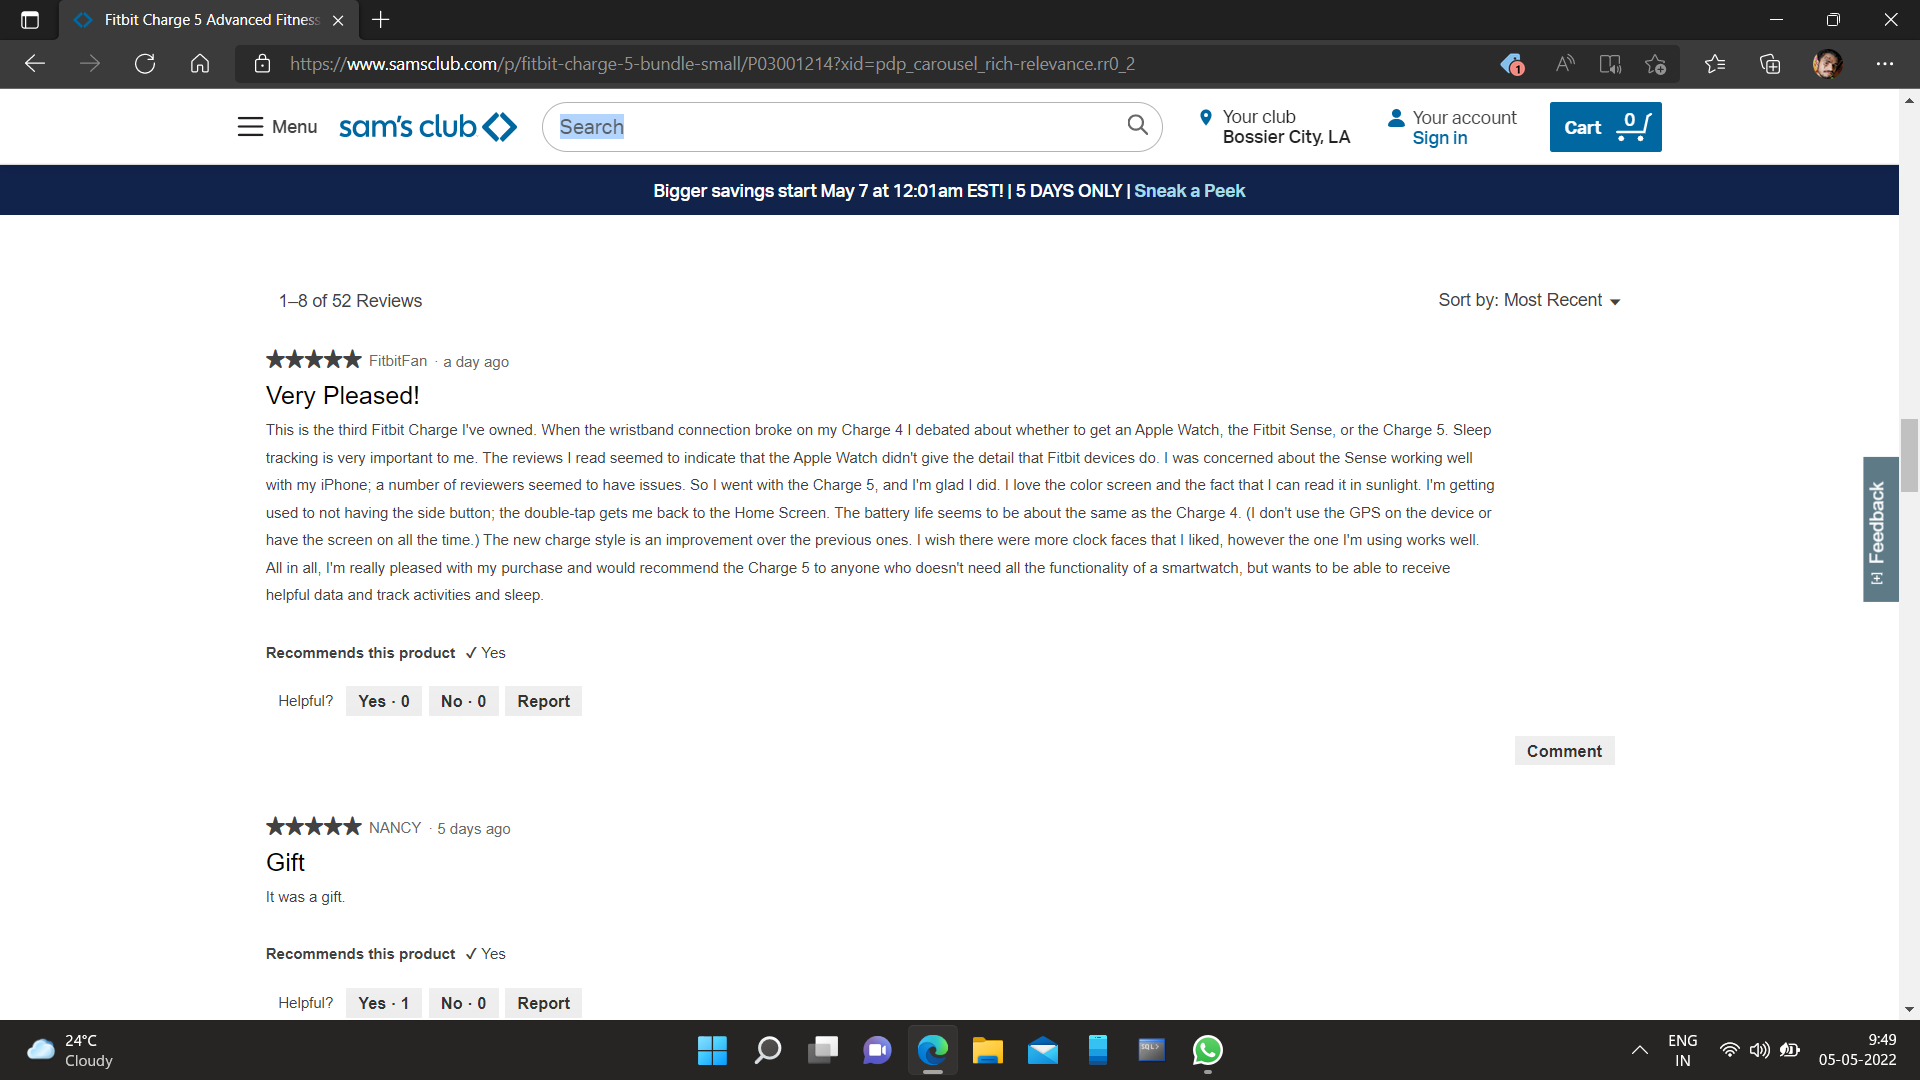 Fitbit Charge 5 Advanced Fitness
https://www.samsclub.com/p/fitbit-charge-5-bundle-small/P03001214?xid=pdp_carousel_rich-relevance.rr0_2
1
Menu
sam's club
Search
Your club
Bossier City, LA
Your account
Sign in
Cart
0
Bigger savings start May 7 at 12:01am EST! | 5 DAYS ONLY | Sneak a Peek
1–8 of 52 Reviews
Sort by: Most Recent
★★★★★ FitbitFan · a day ago
Very Pleased!
This is the third Fitbit Charge I've owned. When the wristband connection broke on my Charge 4 I debated about whether to get an Apple Watch, the Fitbit Sense, or the Charge 5. Sleep
tracking is very important to me. The reviews I read seemed to indicate that the Apple Watch didn't give the detail that Fitbit devices do. I was concerned about the Sense working well
with my iPhone; a number of reviewers seemed to have issues. So I went with the Charge 5, and I'm glad I did. I love the color screen and the fact that I can read it in sunlight. I'm getting
used to not having the side button; the double-tap gets me back to the Home Screen. The battery life seems to be about the same as the Charge 4. (I don't use the GPS on the device or
have the screen on all the time.) The new charge style is an improvement over the previous ones. I wish there were more clock faces that I liked, however the one I'm using works well.
All in all, I'm really pleased with my purchase and would recommend the Charge 5 to anyone who doesn't need all the functionality of a smartwatch, but wants to be able to receive
helpful data and track activities and sleep.
Recommends this product ✓ Yes
Helpful? Yes · 0 No · 0 Report
Comment
★★★★★ NANCY · 5 days ago
Gift
It was a gift.
Recommends this product ✓ Yes
Helpful? Yes · 1 No · 0 Report
[+] Feedback
24°C
Cloudy
SQL>
ENG
IN
9:49
05-05-2022